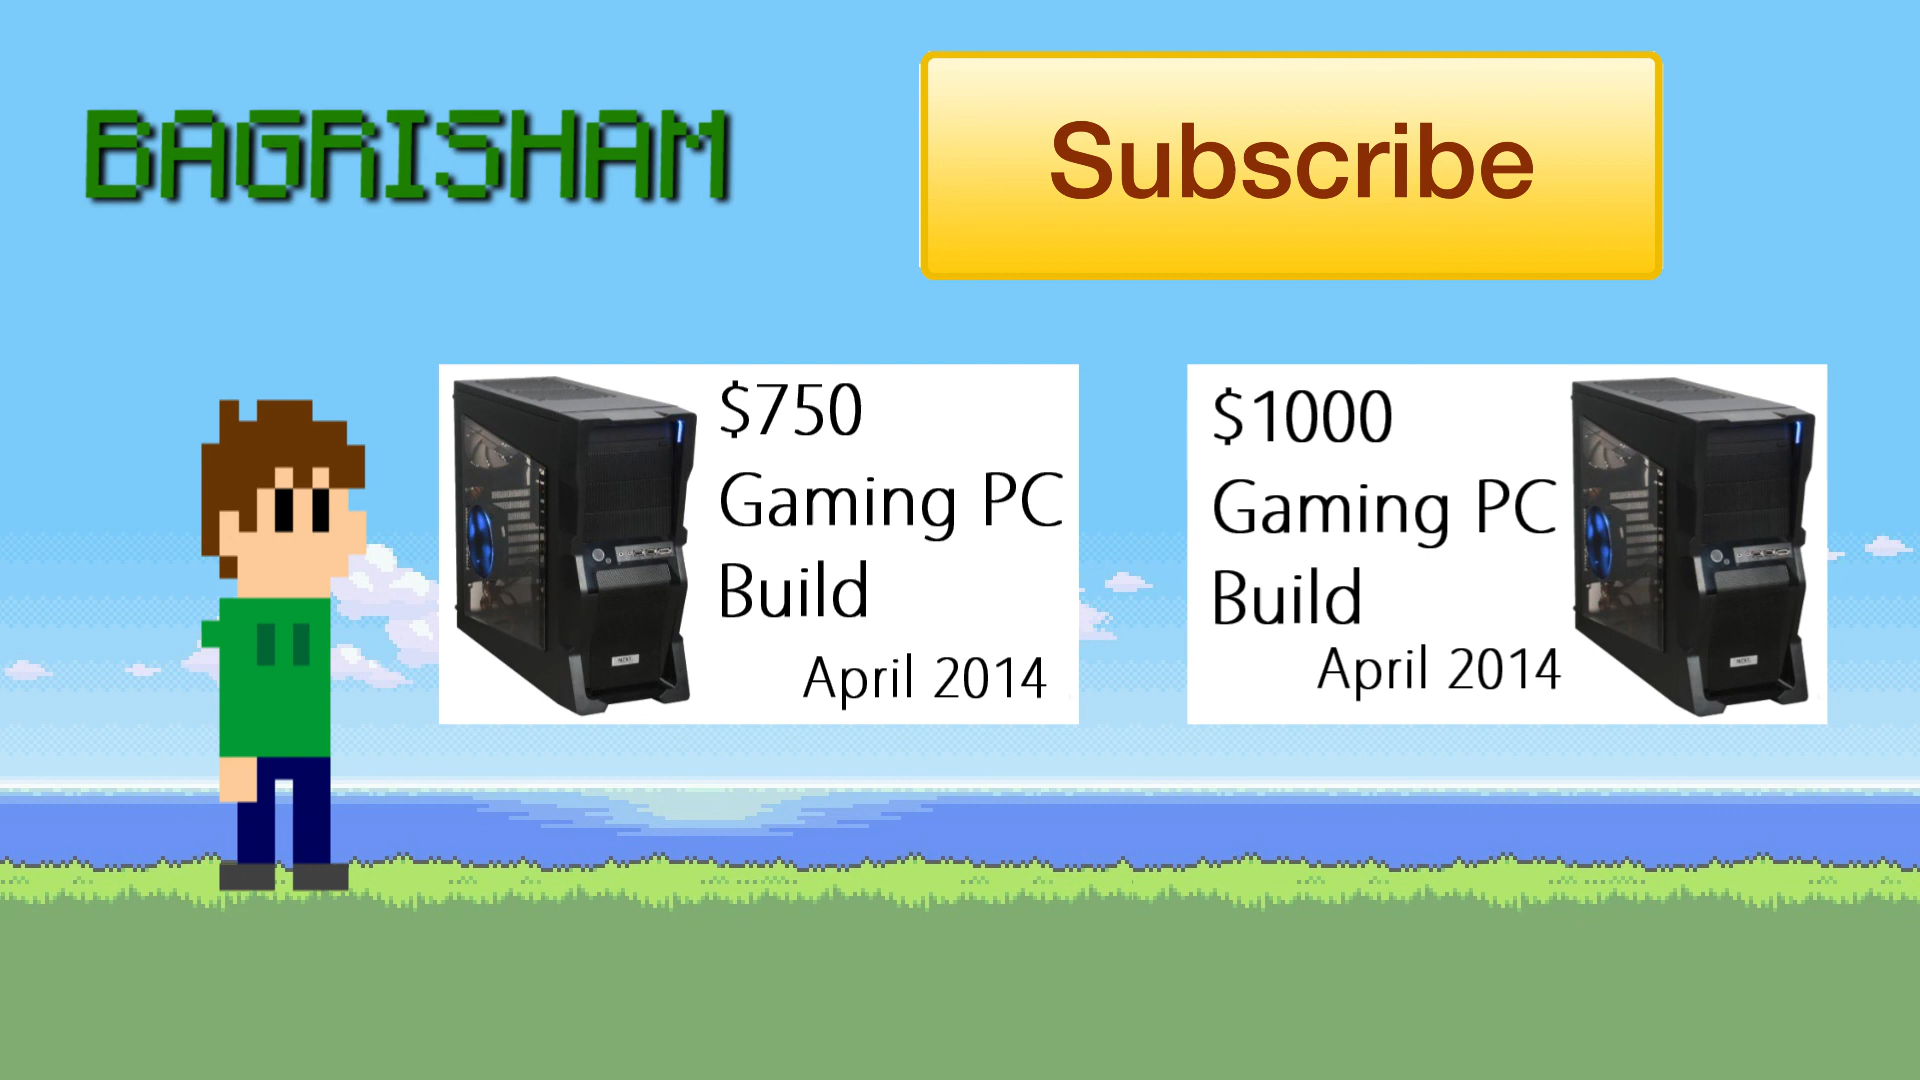 BAGRISHAM
Subscribe
$750
Gaming PC
Build
April 2014
$1000
Gaming PC
Build
April 2014